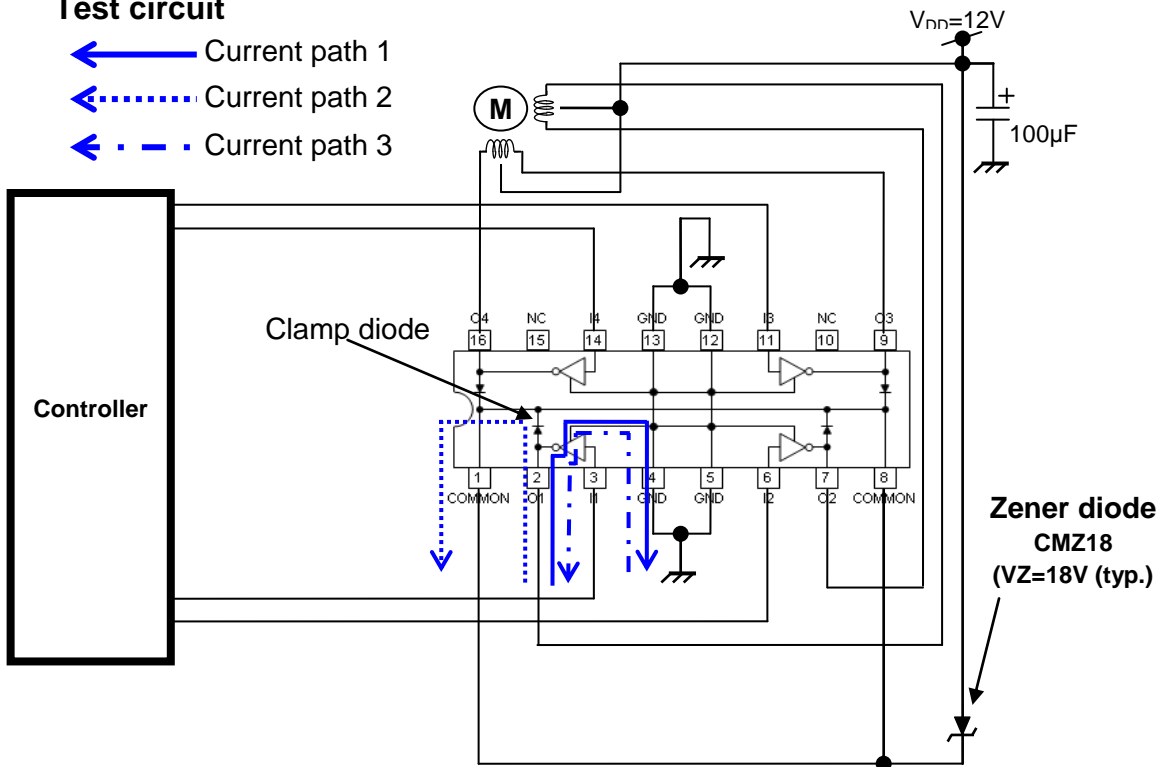 Test circuit
Current path 1
Current path 2
Current path 3
VDD=12V
M
+
100µF
Controller
Clamp diode
O4 NC I4 GND GND I3 NC O3
16 15 14 13 12 11 10 9
1 2 3 4 5 6 7 8
COMMON O1 I1 GND GND I2 O2 COMMON
Zener diode
CMZ18
(VZ=18V (typ.)